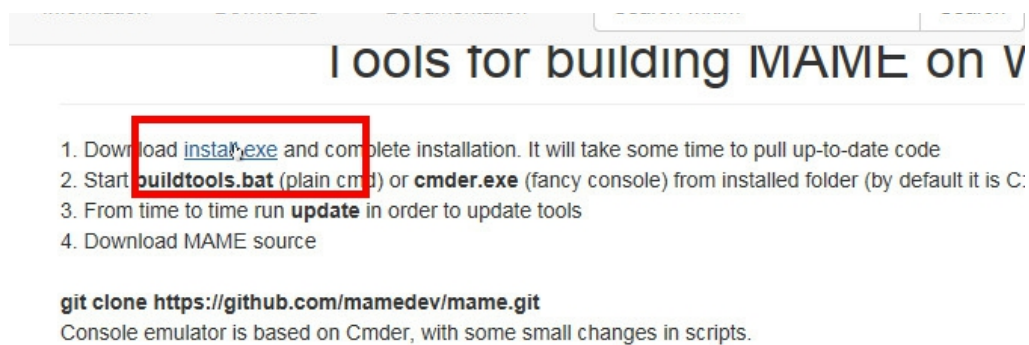 Tools for building MAME on W
1. Download install.exe and complete installation. It will take some time to pull up-to-date code
2. Start buildtools.bat (plain cmd) or cmder.exe (fancy console) from installed folder (by default it is C:
3. From time to time run update in order to update tools
4. Download MAME source
git clone https://github.com/mamedev/mame.git
Console emulator is based on Cmder, with some small changes in scripts.